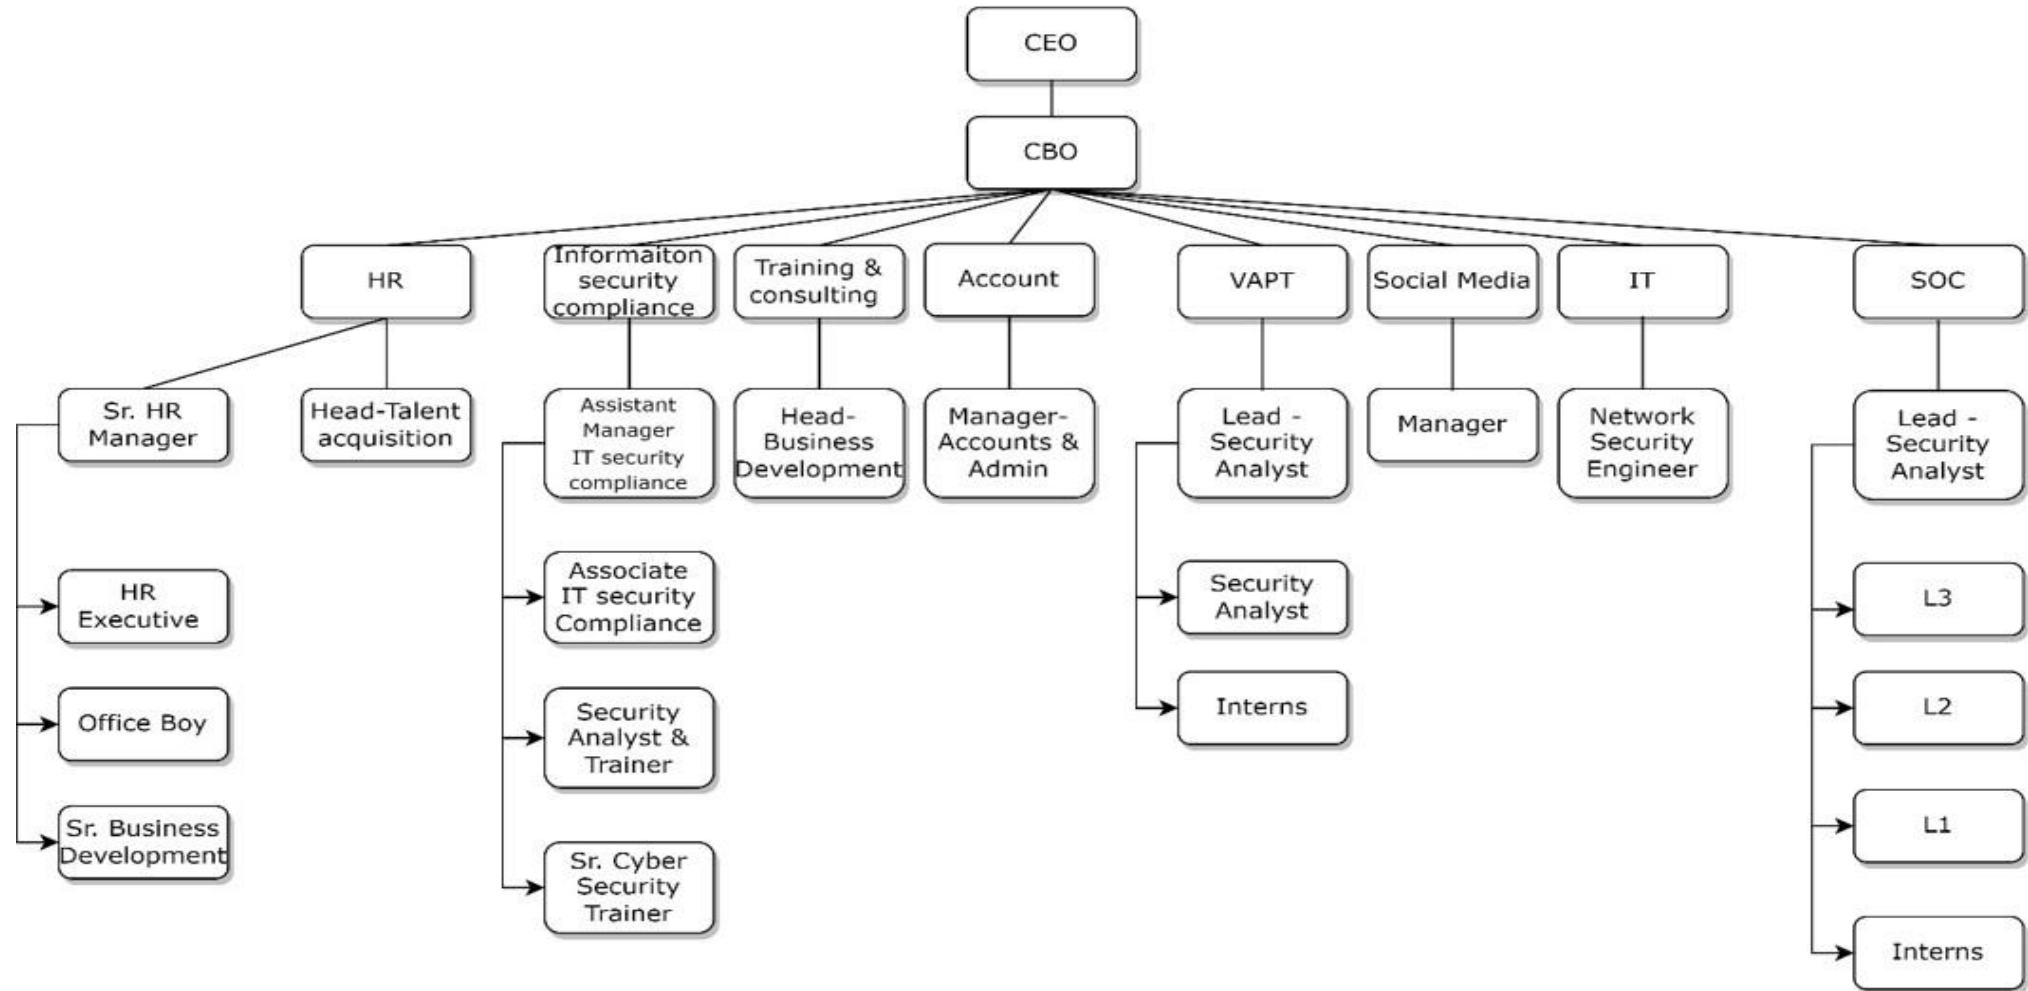 CEO
CBO
HR
Informaiton
security
compliance
Training &
consulting
Account
VAPT
Social Media
IT
SOC
Sr. HR
Manager
Head-Talent
acquisition
Assistant
Manager
IT security
compliance
Head-
Business
Development
Manager-
Accounts &
Admin
Lead -
Security
Analyst
Manager
Network
Security
Engineer
Lead -
Security
Analyst
HR
Executive
Office Boy
Sr. Business
Development
Associate
IT security
Compliance
Security
Analyst &
Trainer
Sr. Cyber
Security
Trainer
Security
Analyst
Interns
L3
L2
L1
Interns